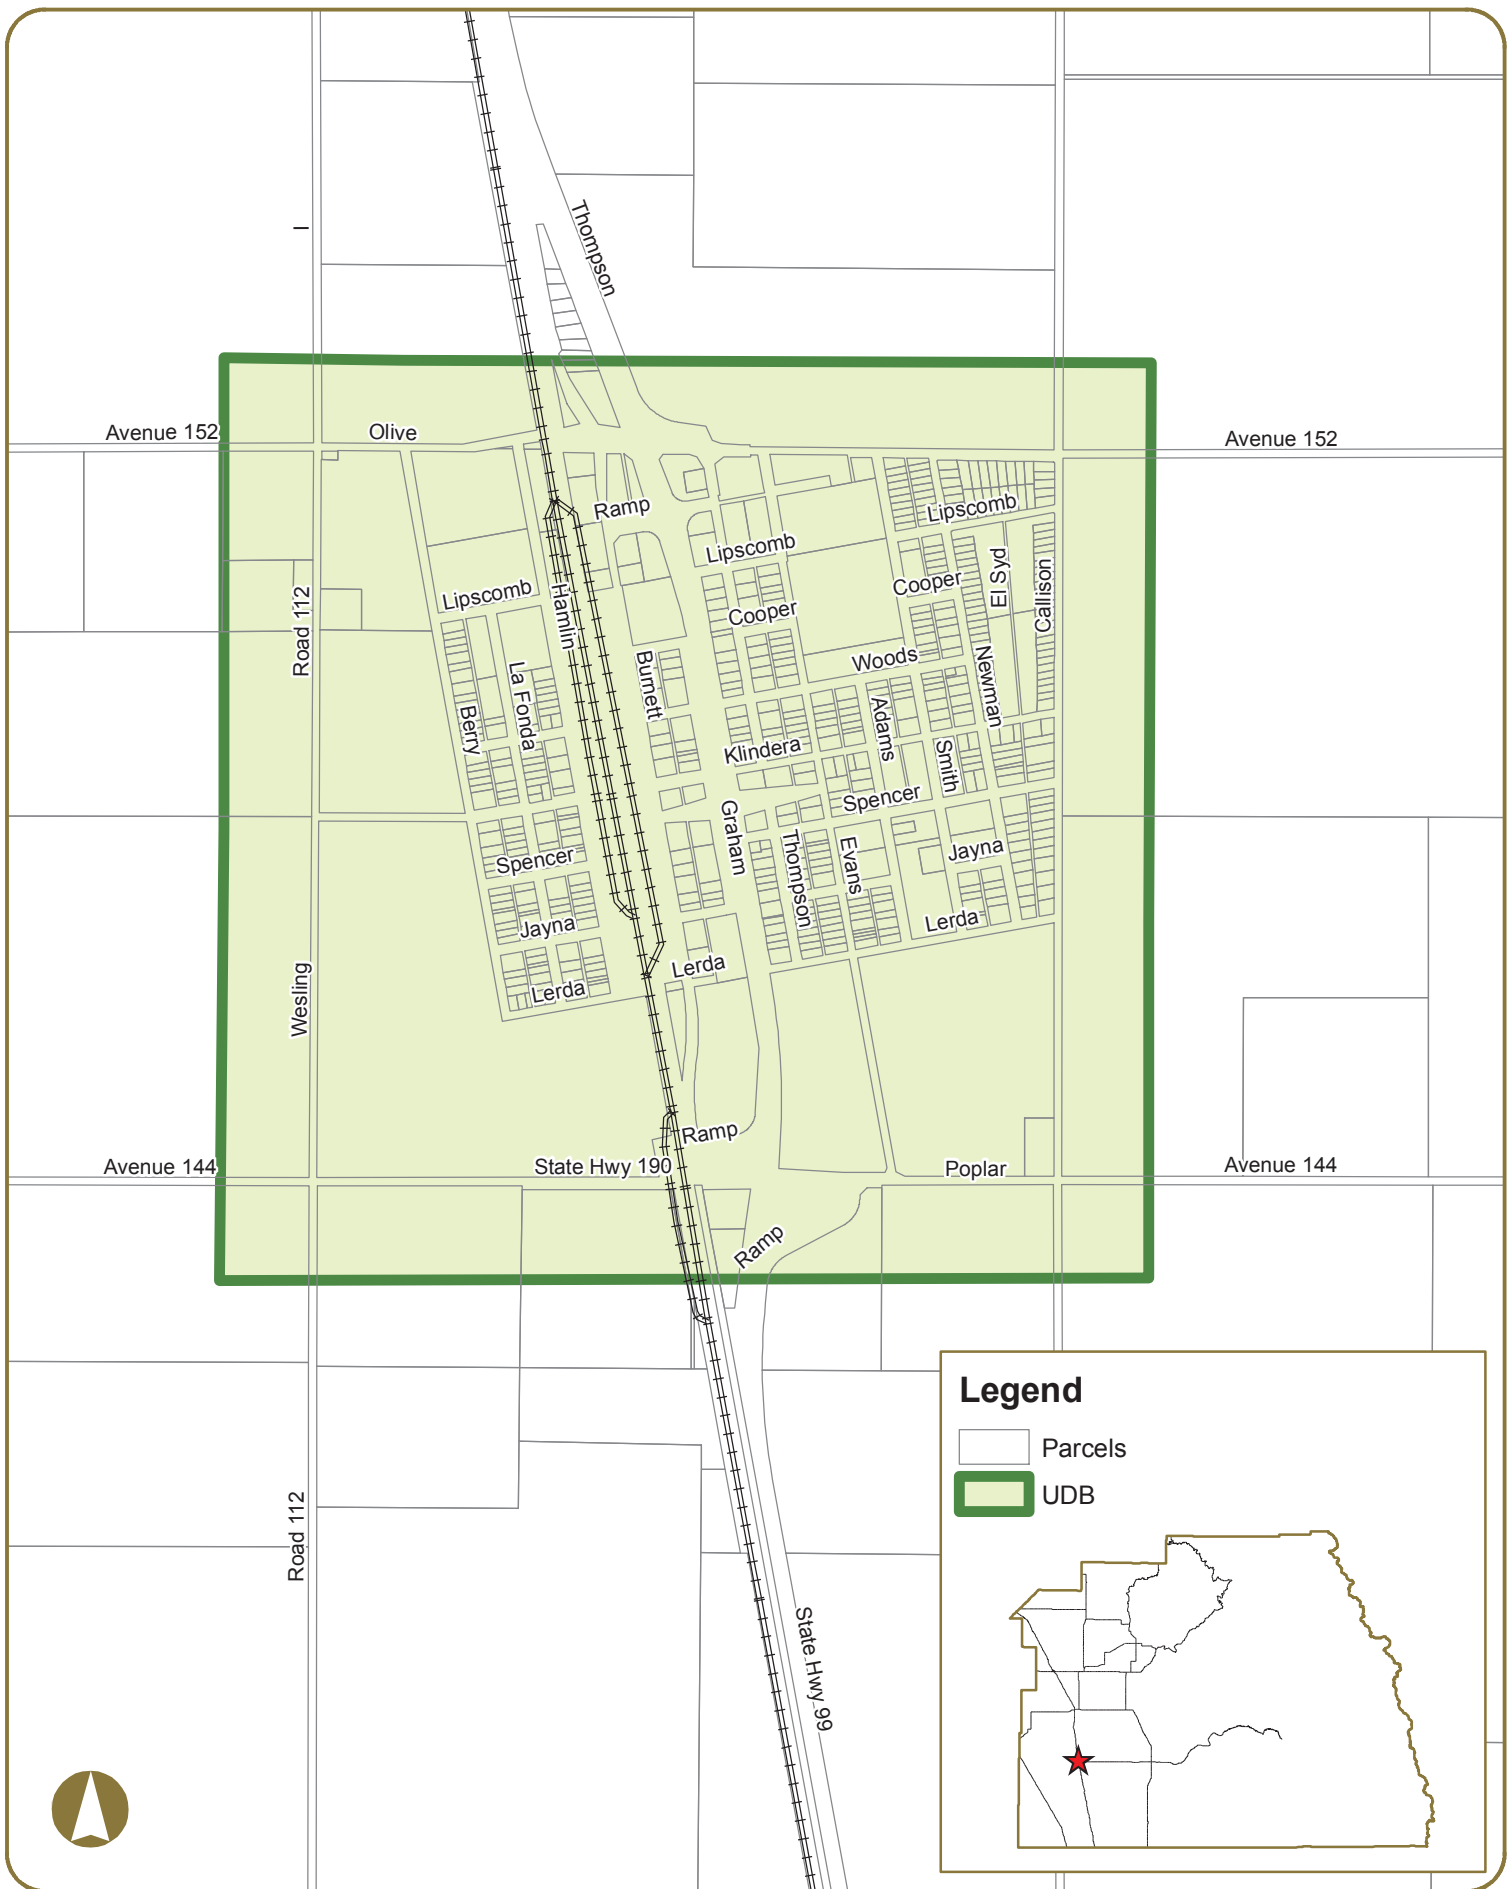 Thompson
I
Avenue 152
Olive
Avenue 152
Ramp
Lipscomb
Lipscomb
El Syd
Callison
Cooper
Lipscomb
Hamlin
Cooper
Road 112
Woods
Newman
Burnett
La Fonda
Berry
Adams
Klindera
Smith
Spencer
Graham
Thompson
Evans
Jayna
Spencer
Lerda
Jayna
Lerda
Lerda
Wesling
Ramp
State Hwy 190
Avenue 144
Poplar
Avenue 144
Ramp
Road 112
State Hwy 99
Legend
Parcels
UDB